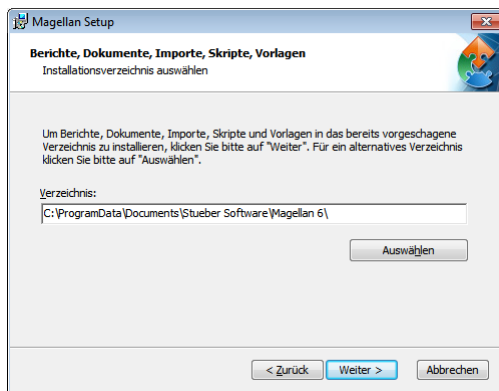 Magellan Setup
Berichte, Dokumente, Importe, Skripte, Vorlagen
Installationsverzeichnis auswählen
Um Berichte, Dokumente, Importe, Skripte und Vorlagen in das bereits vorgeschagene
Verzeichnis zu installieren, klicken Sie bitte auf "Weiter". Für ein alternatives Verzeichnis
klicken Sie bitte auf "Auswählen".
Verzeichnis:
C:\ProgramData\Documents\Stueber Software\Magellan 6\
Auswählen
< Zurück Weiter > Abbrechen